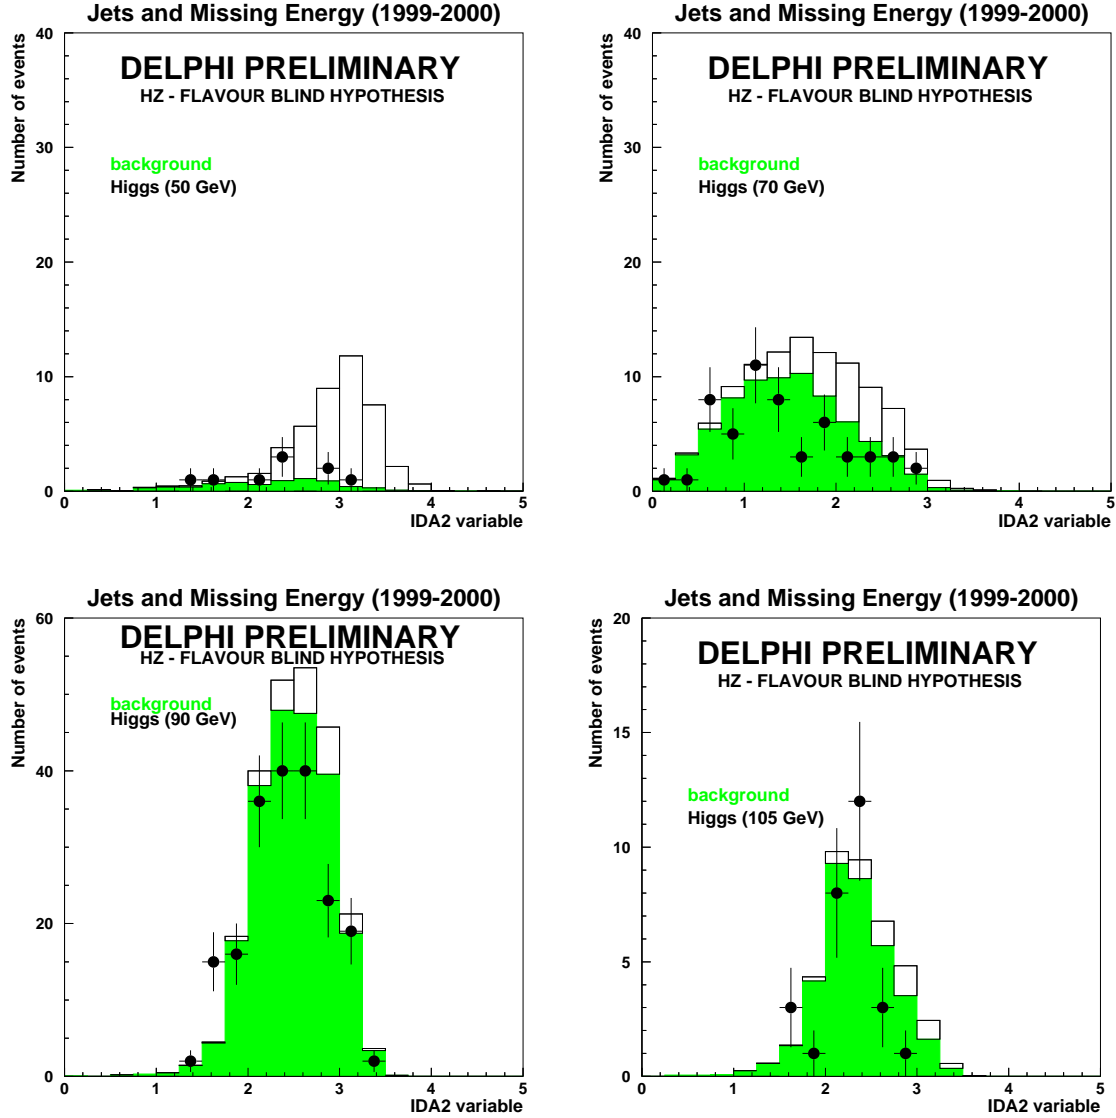 Jets and Missing Energy (1999-2000)
Number of events
40
30
20
10
0
DELPHI PRELIMINARY
HZ - FLAVOUR BLIND HYPOTHESIS
background
Higgs (50 GeV)
0 1 2 3 4 5
IDA2 variable
Jets and Missing Energy (1999-2000)
Number of events
40
30
20
10
0
DELPHI PRELIMINARY
HZ - FLAVOUR BLIND HYPOTHESIS
background
Higgs (70 GeV)
0 1 2 3 4 5
IDA2 variable
Jets and Missing Energy (1999-2000)
Number of events
60
40
20
0
DELPHI PRELIMINARY
HZ - FLAVOUR BLIND HYPOTHESIS
background
Higgs (90 GeV)
0 1 2 3 4 5
IDA2 variable
Jets and Missing Energy (1999-2000)
Number of events
20
15
10
5
0
DELPHI PRELIMINARY
HZ - FLAVOUR BLIND HYPOTHESIS
background
Higgs (105 GeV)
0 1 2 3 4 5
IDA2 variable